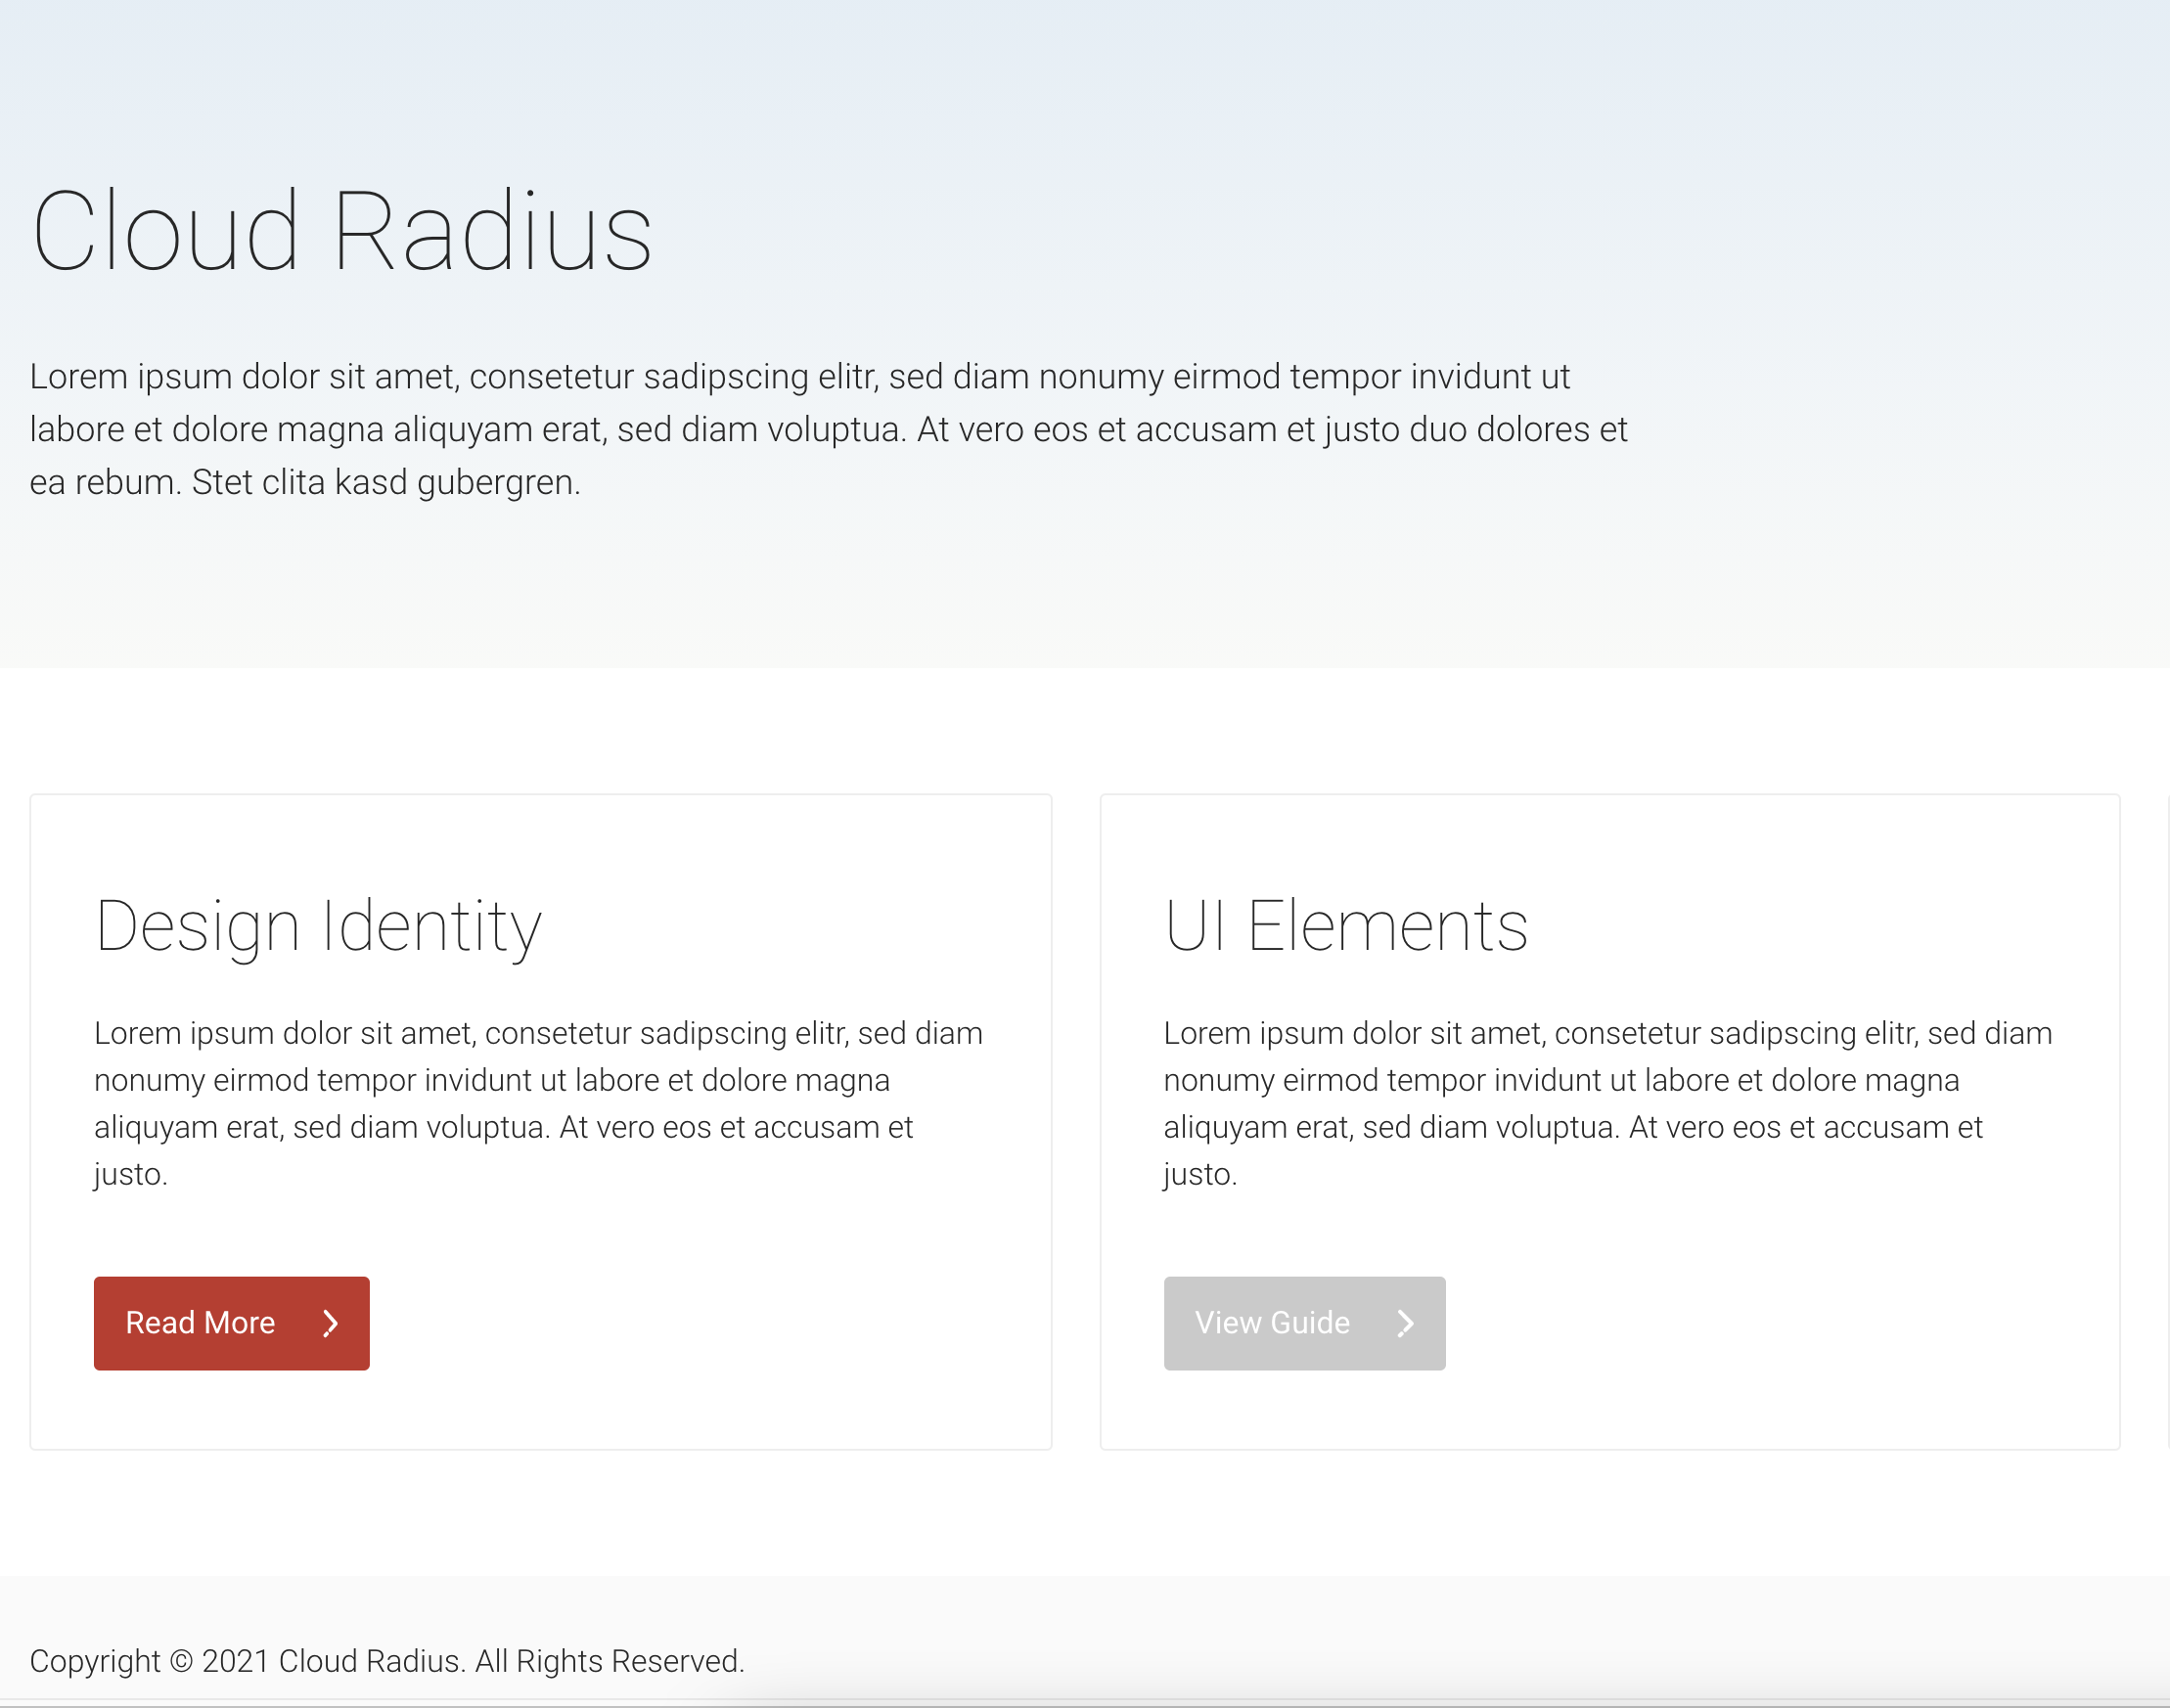 Cloud Radius
Lorem ipsum dolor sit amet, consetetur sadipscing elitr, sed diam nonumy eirmod tempor invidunt ut
labore et dolore magna aliquyam erat, sed diam voluptua. At vero eos et accusam et justo duo dolores et
ea rebum. Stet clita kasd gubergren.
Design Identity
Lorem ipsum dolor sit amet, consetetur sadipscing elitr, sed diam
nonumy eirmod tempor invidunt ut labore et dolore magna
aliquyam erat, sed diam voluptua. At vero eos et accusam et
justo.
Read More
UI Elements
Lorem ipsum dolor sit amet, consetetur sadipscing elitr, sed diam
nonumy eirmod tempor invidunt ut labore et dolore magna
aliquyam erat, sed diam voluptua. At vero eos et accusam et
justo.
View Guide
Copyright © 2021 Cloud Radius. All Rights Reserved.